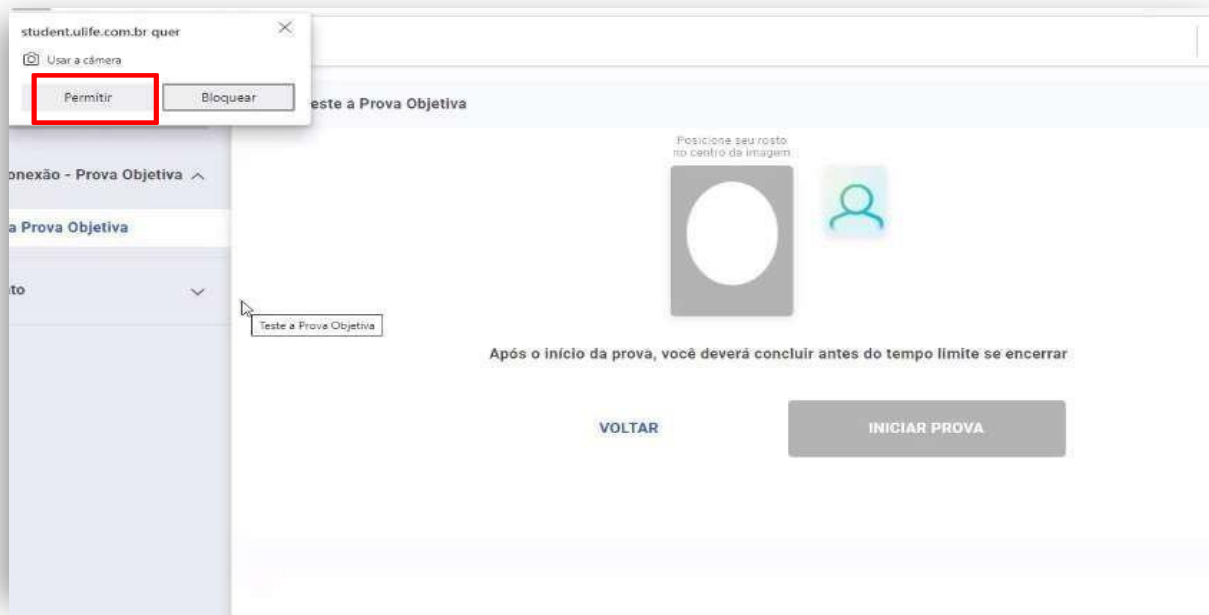 student.ulife.com.br quer
Usar a câmera
Permitir
Bloquear
este a Prova Objetiva
onexão - Prova Objetiva
a Prova Objetiva
to
Teste a Prova Objetiva
Posicione seu rosto
no centro da imagem
Após o início da prova, você deverá concluir antes do tempo limite se encerrar
VOLTAR
INICIAR PROVA